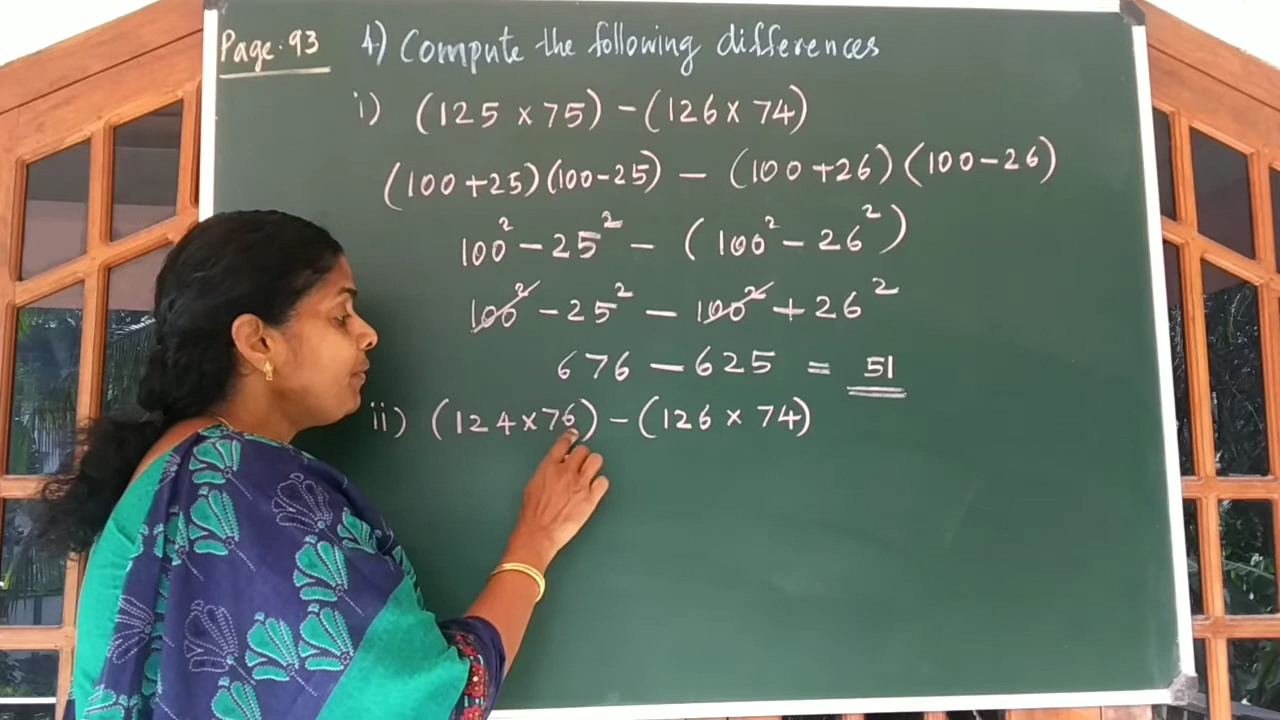 Page. 93 4) Compute the following differences
i) (125 × 75) - (126 × 74)
(100 + 25) (100 - 25) - (100 + 26) (100 - 26)
100² - 25² - (100² - 26²)
100² - 25² - 100² + 26²
676 - 625 = 51
ii) (124 × 76) - (126 × 74)